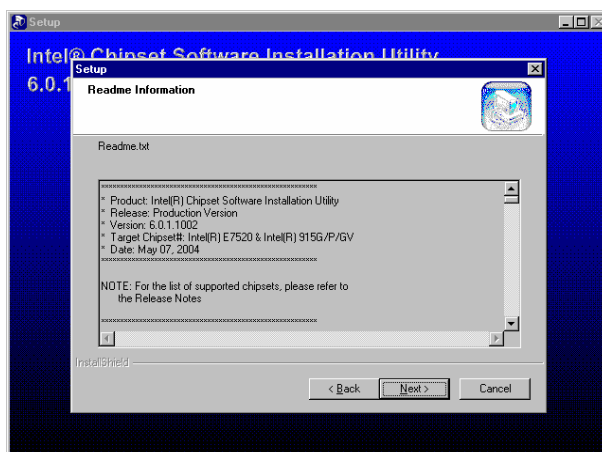 Setup
Intel® Chipset Software Installation Utility
6.0.1
Setup
Readme Information
Readme.txt
************************************************************
* Product: Intel(R) Chipset Software Installation Utility
* Release: Production Version
* Version: 6.0.1.1002
* Target Chipset#: Intel(R) E7520 & Intel(R) 915G/P/GV
* Date: May 07, 2004
************************************************************
NOTE: For the list of supported chipsets, please refer to
the Release Notes
************************************************************
InstallShield
< Back
Next >
Cancel